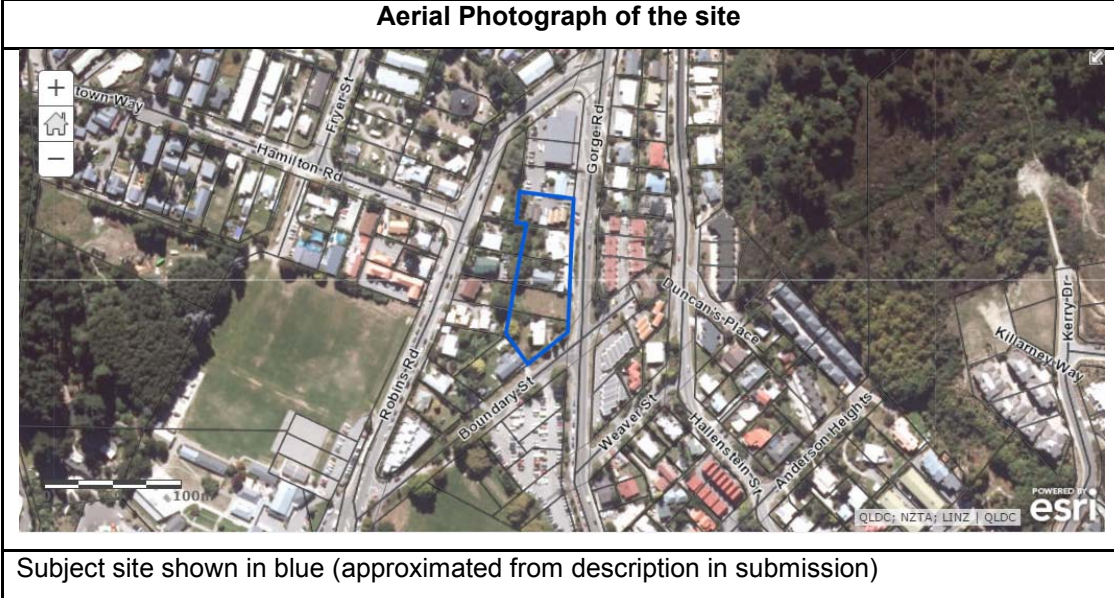 Aerial Photograph of the site
+
−
town Way
Fryer St
Hamilton Rd
Gorge Rd
Robins Rd
Boundary St
Duncan's Place
Weaver St
Hallenstein St
Anderson Heights
Killarney Way
Kerry Dr
0 100m
QLDC; NZTA; LINZ | QLDC
POWERED BY
esri
Subject site shown in blue (approximated from description in submission)